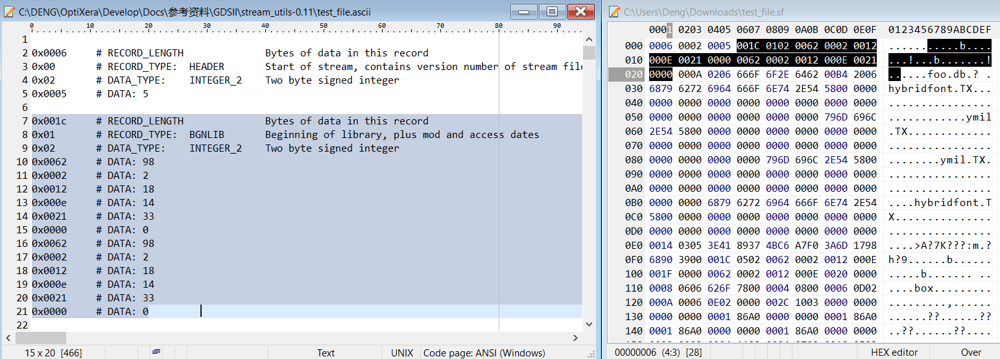 C:\DENG\OptiXera\Develop\Docs\参考资料\GDSII\stream_utils-0.11\test_file.ascii
0 10 20 30 40 50 60 70 80 90
1
2 0x0006 # RECORD_LENGTH Bytes of data in this record
3 0x00 # RECORD_TYPE: HEADER Start of stream, contains version number of stream file
4 0x02 # DATA_TYPE: INTEGER_2 Two byte signed integer
5 0x0005 # DATA: 5
6
7 0x001c # RECORD_LENGTH Bytes of data in this record
8 0x01 # RECORD_TYPE: BGNLIB Beginning of library, plus mod and access dates
9 0x02 # DATA_TYPE: INTEGER_2 Two byte signed integer
10 0x0062 # DATA: 98
11 0x0002 # DATA: 2
12 0x0012 # DATA: 18
13 0x000e # DATA: 14
14 0x0021 # DATA: 33
15 0x0000 # DATA: 0
16 0x0062 # DATA: 98
17 0x0002 # DATA: 2
18 0x0012 # DATA: 18
19 0x000e # DATA: 14
20 0x0021 # DATA: 33
21 0x0000 # DATA: 0
22
15 x 20 [466] Text UNIX Code page: ANSI (Windows)
C:\Users\Deng\Downloads\test_file.sf
0001 0203 0405 0607 0809 0A0B 0C0D 0E0F 0123456789ABCDEF
000 0006 0002 0005 001C 0102 0062 0002 0012 ...........b....
010 000E 0021 0000 0062 0002 0012 000E 0021 ...!...b.......!
020 0000 000A 0206 666F 6F2E 6462 00B4 2006 ......foo.db.? .
030 6879 6272 6964 666F 6E74 2E54 5800 0000 hybridfont.TX...
040 0000 0000 0000 0000 0000 0000 0000 0000 ................
050 0000 0000 0000 0000 0000 0000 796D 696C ............ymil
060 2E54 5800 0000 0000 0000 0000 0000 0000 .TX.............
070 0000 0000 0000 0000 0000 0000 0000 0000 ................
080 0000 0000 0000 0000 796D 696C 2E54 5800 ........ymil.TX.
090 0000 0000 0000 0000 0000 0000 0000 0000 ................
0A0 0000 0000 0000 0000 0000 0000 0000 0000 ................
0B0 0000 0000 6879 6272 6964 666F 6E74 2E54 ....hybridfont.TX
0C0 5800 0000 0000 0000 0000 0000 0000 0000 X...............
0D0 0000 0000 0000 0000 0000 0000 0000 0000 ................
0E0 0014 0305 3E41 8937 4BC6 A7F0 3A6D 1798 ....>A?7K???:m.?
0F0 6890 3900 001C 0502 0062 0002 0012 000E h?9......b......
100 001F 0000 0062 0002 0012 000E 0020 0000 .....b....... ..
110 0008 0606 626F 7800 0004 0800 0006 0D02 ....box.........
120 000A 0006 0E02 0000 002C 1003 0000 0000 .........,......
130 0000 0000 0001 86A0 0000 0000 0001 86A0 ......??......??
140 0001 86A0 0000 0000 0001 86A0 0000 0000 ..??......??....
00000006 (4:3) [28] HEX editor Over